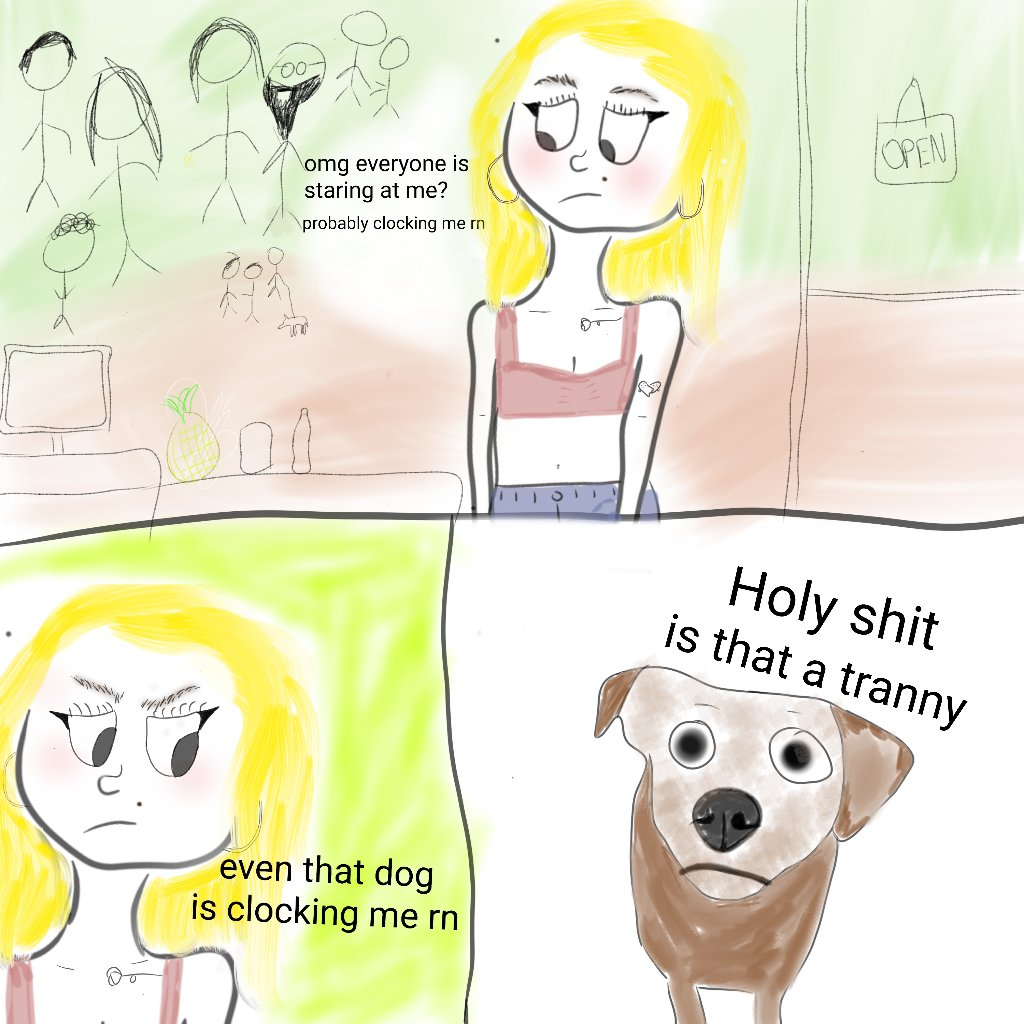 omg everyone is
staring at me?
probably clocking me rn
OPEN
even that dog
is clocking me rn
Holy shit
is that a tranny